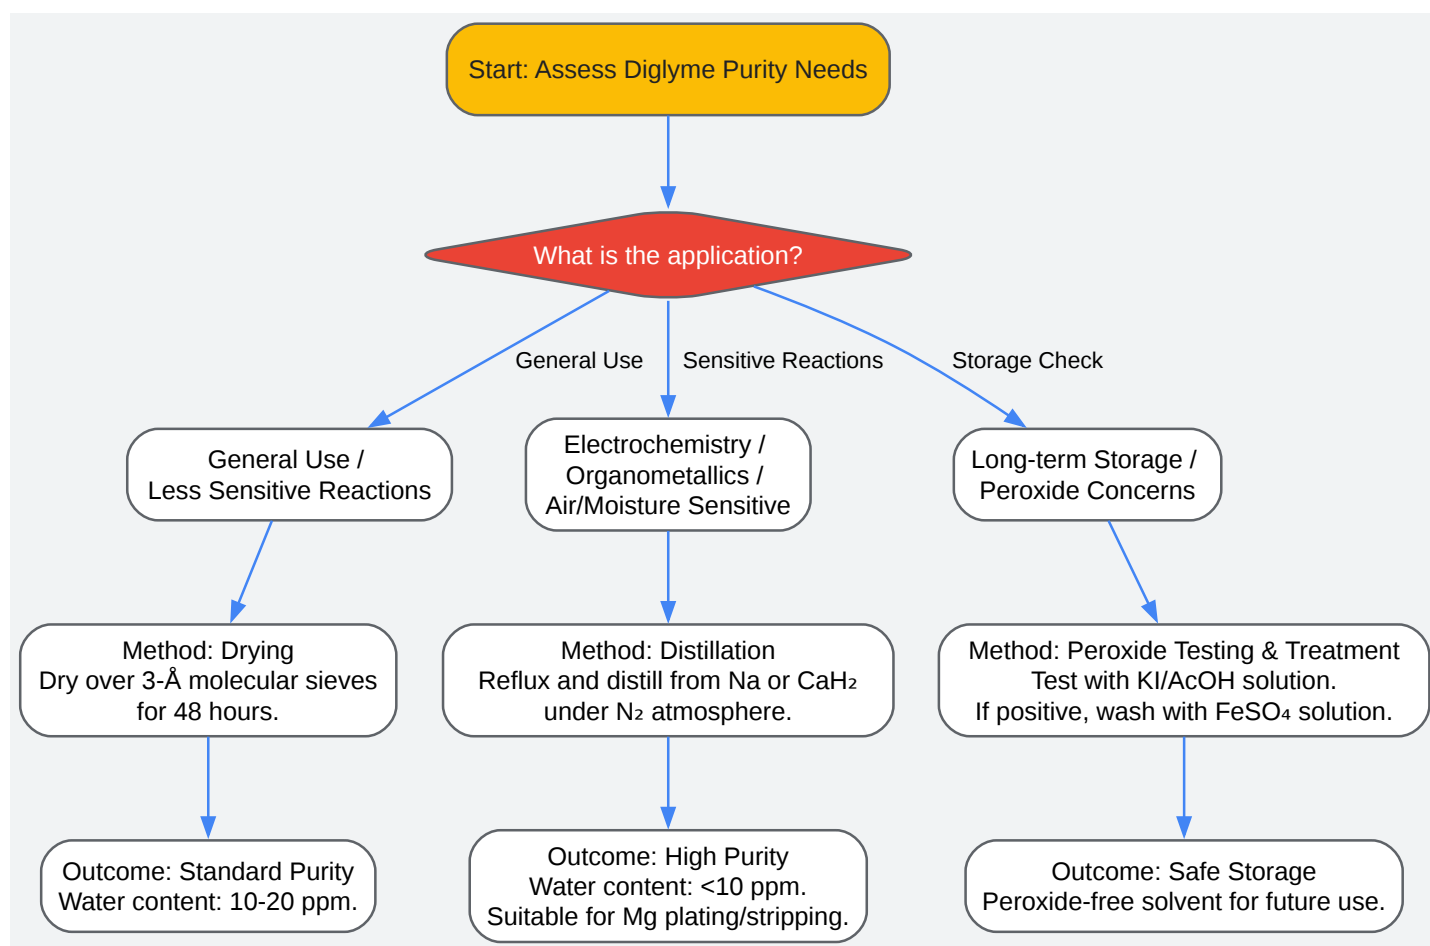 Start: Assess Diglyme Purity Needs
What is the application?
General Use
Sensitive Reactions
Storage Check
General Use /
Less Sensitive Reactions
Electrochemistry /
Organometallics /
Air/Moisture Sensitive
Long-term Storage /
Peroxide Concerns
Method: Drying
Dry over 3-Å molecular sieves
for 48 hours.
Method: Distillation
Reflux and distill from Na or CaH₂
under N₂ atmosphere.
Method: Peroxide Testing & Treatment
Test with KI/AcOH solution.
If positive, wash with FeSO₄ solution.
Outcome: Standard Purity
Water content: 10-20 ppm.
Outcome: High Purity
Water content: <10 ppm.
Suitable for Mg plating/stripping.
Outcome: Safe Storage
Peroxide-free solvent for future use.